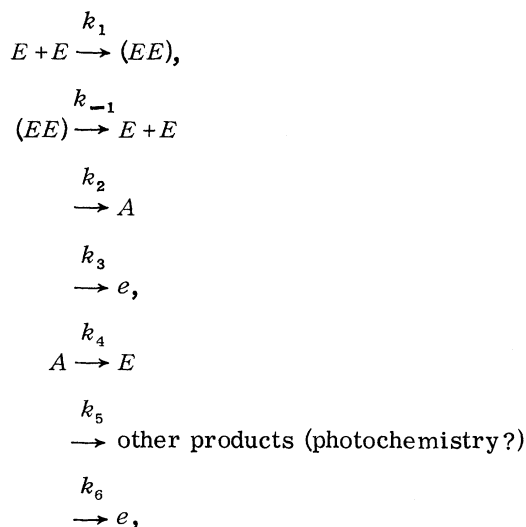 k₁
E + E ⟶ (EE),
k₋₁
(EE) ⟶ E + E
k₂
⟶ A
k₃
⟶ e,
k₄
A ⟶ E
k₅
⟶ other products (photochemistry?)
k₆
⟶ e,